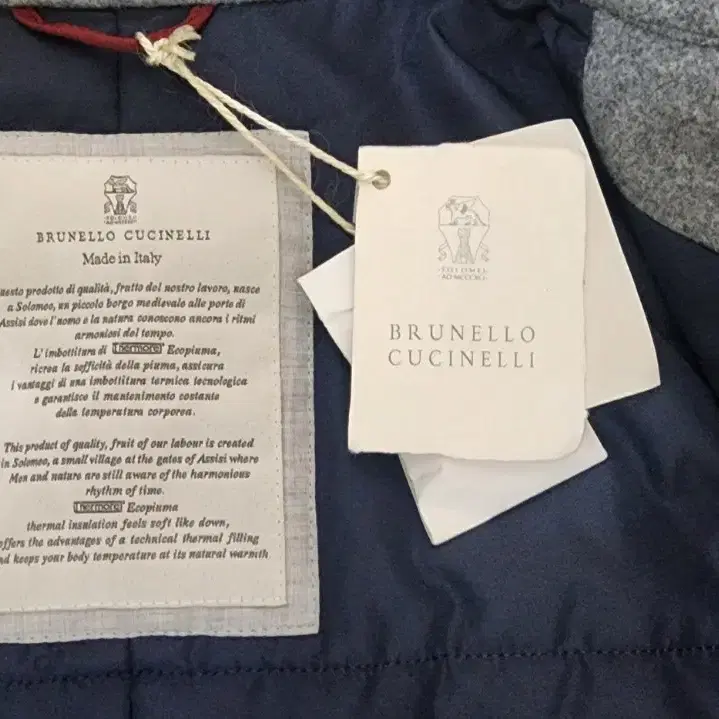 BRUNELLO CUCINELLI
Made in Italy
uesto prodotto di qualità, frutto del nostro lavoro, nasce
a Solomeo, un piccolo borgo medievale alle porte di
Assisi dove l'uomo e la natura conoscono ancora i ritmi
armoniosi del tempo.
L'imbottitura di Thermore Ecopiuma,
ricrea la sofficità della piuma, assicura
i vantaggi di una imbottitura termica tecnologica
e garantisce il mantenimento costante
della temperatura corporea.
This product of quality, fruit of our labour is created
in Solomeo, a small village at the gates of Assisi where
Men and nature are still aware of the harmonious
rhythm of time.
Thermore Ecopiuma
thermal insulation feels soft like down,
offers the advantages of a technical thermal filling
nd keeps your body temperature at its natural warmth
·SOLOMEI·
BRUNELLO
CUCINELLI